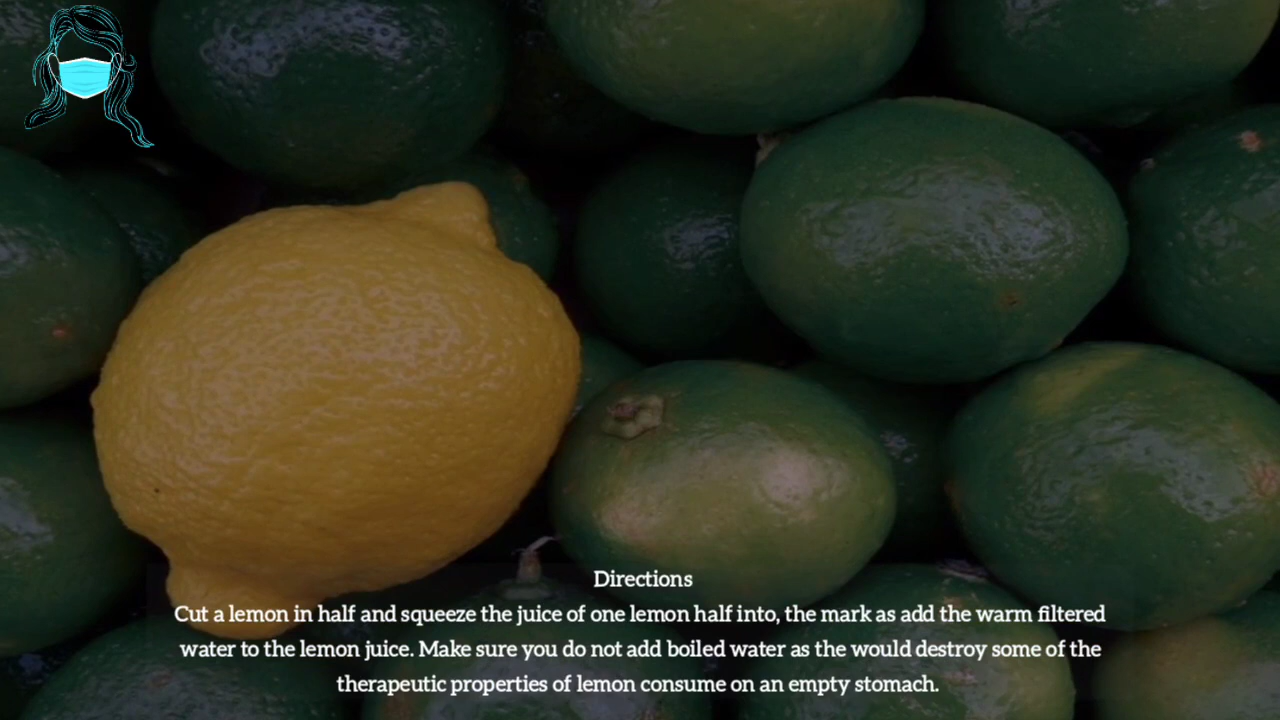 Directions
Cut a lemon in half and squeeze the juice of one lemon half into, the mark as add the warm filtered
water to the lemon juice. Make sure you do not add boiled water as the would destroy some of the
therapeutic properties of lemon consume on an empty stomach.